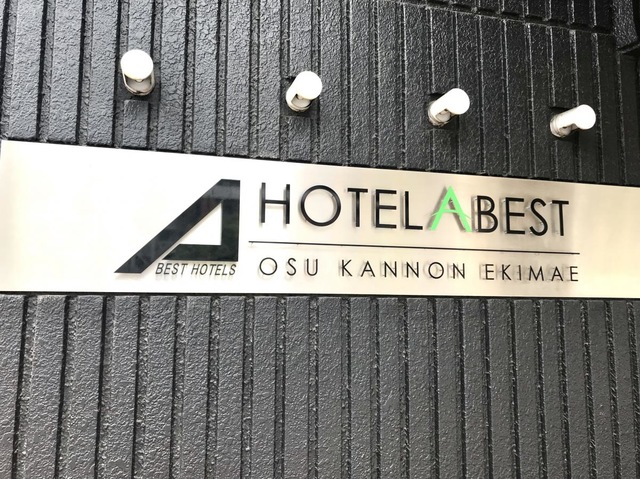 HOTEL ABEST
BEST HOTELS
OSU KANNON EKIMAE